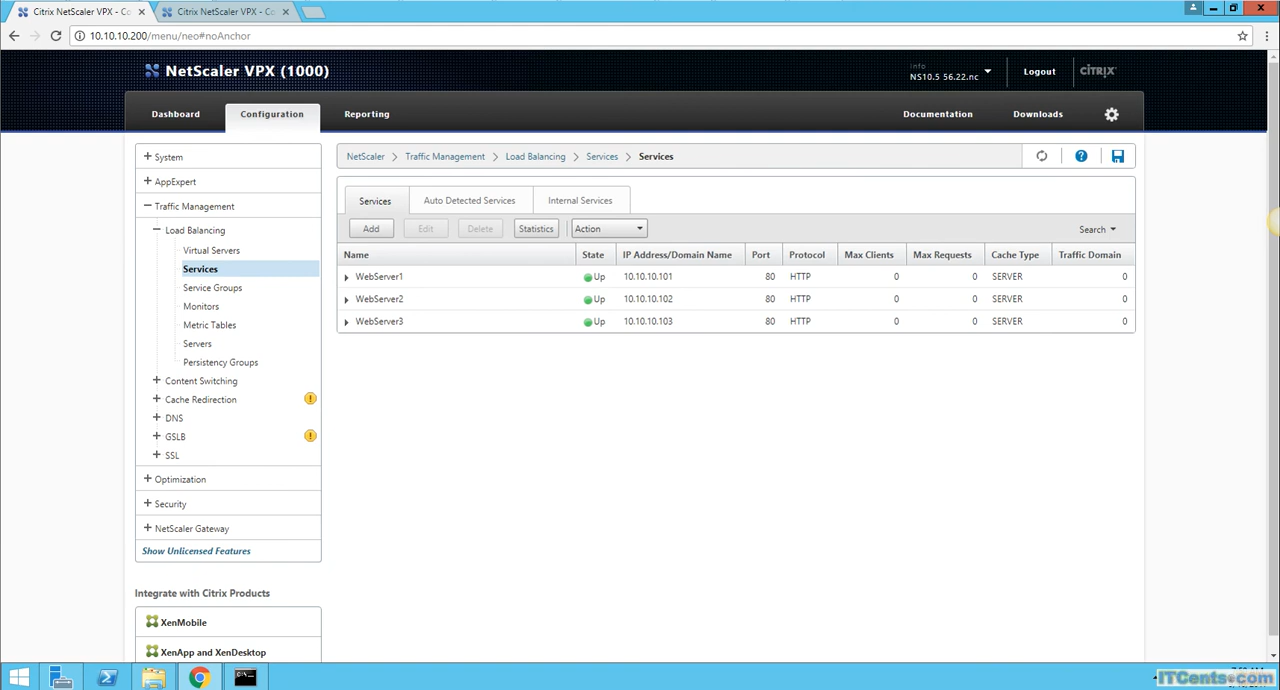 Citrix NetScaler VPX - Co
Citrix NetScaler VPX - Co
10.10.10.200/menu/neo#noAnchor
NetScaler VPX (1000)
Info
NS10.5 56.22.nc
Logout
CİTRIX
Dashboard
Configuration
Reporting
Documentation
Downloads
System
AppExpert
Traffic Management
Load Balancing
Virtual Servers
Services
Service Groups
Monitors
Metric Tables
Servers
Persistency Groups
Content Switching
Cache Redirection
DNS
GSLB
SSL
Optimization
Security
NetScaler Gateway
Show Unlicensed Features
Integrate with Citrix Products
XenMobile
XenApp and XenDesktop
NetScaler > Traffic Management > Load Balancing > Services > Services
Services Auto Detected Services Internal Services
Add Edit Delete Statistics Action Search
Name State IP Address/Domain Name Port Protocol Max Clients Max Requests Cache Type Traffic Domain
WebServer1 Up 10.10.10.101 80 HTTP 0 0 SERVER 0
WebServer2 Up 10.10.10.102 80 HTTP 0 0 SERVER 0
WebServer3 Up 10.10.10.103 80 HTTP 0 0 SERVER 0
ITCents.com